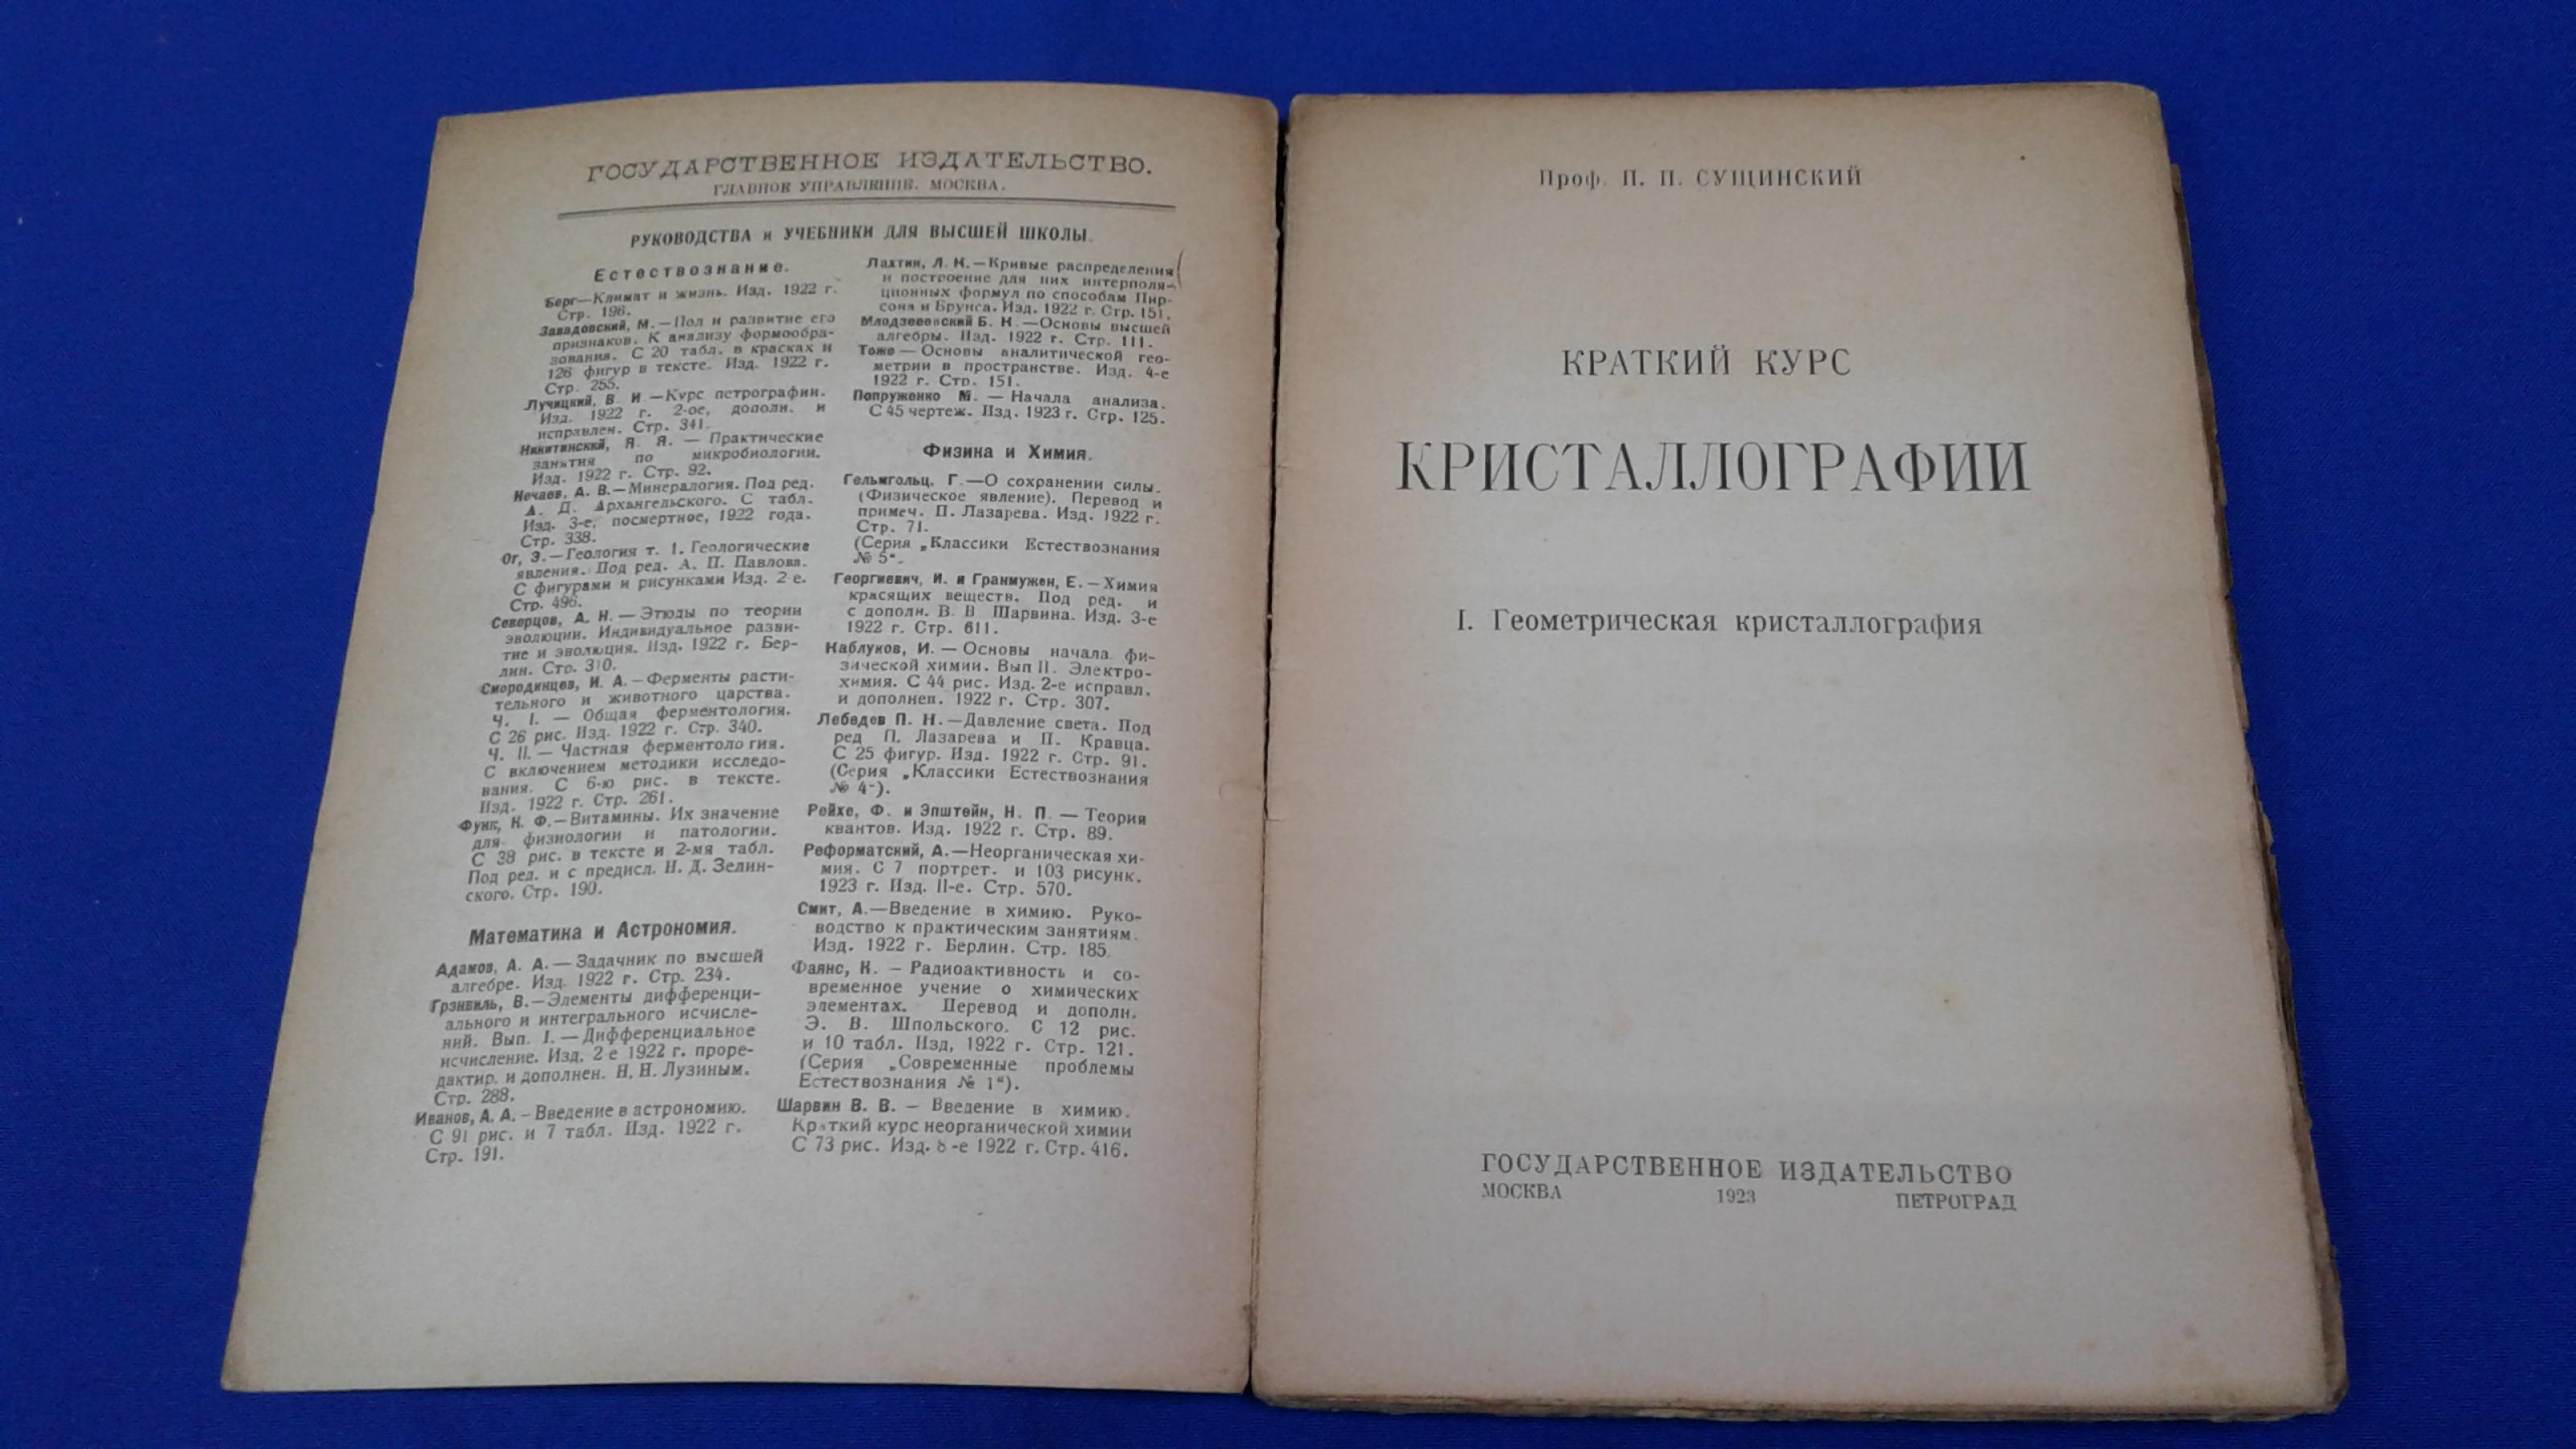 ГОСУДАРСТВЕННОЕ ИЗДАТЕЛЬСТВО.
ГЛАВНОЕ УПРАВЛЕНИЕ. МОСКВА.
РУКОВОДСТВА и УЧЕБНИКИ ДЛЯ ВЫСШЕЙ ШКОЛЫ.
Естествознание.
Берг—Климат и жизнь. Изд. 1922 г.
Стр. 196.
Завадовский, М.—Пол и развитие его
признаков. К анализу формообра-
зования. С 20 табл. в красках и
126 фигур в тексте. Изд. 1922 г.
Стр. 255.
Лучицкий, В. И.—Курс петрографии.
Изд. 1922 г. 2-ое, дополн. и
исправлен. Стр. 341.
Никитинский, Я. Я. — Практические
занятия по микробиологии.
Изд. 1922 г. Стр. 92.
Нечаев, А. В.—Минералогия. Под ред.
А. Д. Архангельского. С табл.
Изд. 3-е, посмертное, 1922 года.
Стр. 338.
Ог, Э.—Геология т. I. Геологические
явления. Под ред. А. П. Павлова.
С фигурами и рисунками Изд. 2-е.
Стр. 496.
Северцов, А. Н. — Этюды по теории
эволюции. Индивидуальное разви-
тие и эволюция. Изд. 1922 г. Бер-
лин. Стр. 310.
Смородинцев, И. А.—Ферменты расти-
тельного и животного царства.
Ч. I. — Общая ферментология.
С 26 рис. Изд. 1922 г. Стр. 340.
Ч. II. — Частная ферментоло гия.
С включением методики исследо-
вания. С 6-ю рис. в тексте.
Изд. 1922 г. Стр. 261.
Функ, К. Ф.—Витамины. Их значение
для физиологии и патологии.
С 38 рис. в тексте и 2-мя табл.
Под ред. и с предисл. Н. Д. Зелин-
ского. Стр. 190.
Математика и Астрономия.
Адамов, А. А. — Задачник по высшей
алгебре. Изд. 1922 г. Стр. 234.
Грэнвиль, В.—Элементы дифференци-
ального и интегрального исчисле-
ний. Вып. I. — Дифференциальное
исчисление. Изд. 2-е 1922 г. проре-
дактир. и дополнен. Н. Н. Лузиным.
Стр. 288.
Иванов, А. А. – Введение в астрономию.
С 91 рис. и 7 табл. Изд. 1922 г.
Стр. 191.
Лахтин, Л. К.—Кривые распределения
и построение для них интерполя-
ционных формул по способам Пир-
сона и Брунса. Изд. 1922 г. Стр. 151.
Млодзеевский Б. К.—Основы высшей
алгебры. Изд. 1922 г. Стр. 111.
Тоже — Основы аналитической гео-
метрии в пространстве. Изд. 4-е
1922 г. Стр. 151.
Попруженко М. — Начала анализа.
С 45 чертеж. Изд. 1923 г. Стр. 125.
Физика и Химия.
Гельмгольц, Г.—О сохранении силы.
(Физическое явление). Перевод и
примеч. П. Лазарева. Изд. 1922 г.
Стр. 71.
(Серия „Классики Естествознания
№ 5“.
Георгиевич, И. и Гранмужен, Е.—Химия
красящих веществ. Под ред. и
с дополн. В. В. Шарвина. Изд. 3-е
1922 г. Стр. 611.
Каблуков, И. — Основы начала фи-
зической химии. Вып II. Электро-
химия. С 44 рис. Изд. 2-е исправл.
и дополнен. 1922 г. Стр. 307.
Лебедев П. Н.—Давление света. Под
ред П. Лазарева и П. Кравца.
С 25 фигур. Изд. 1922 г. Стр. 91.
(Серия „Классики Естествознания
№ 4“).
Рейхе, Ф. и Эпштейн, Н. П. — Теория
квантов. Изд. 1922 г. Стр. 89.
Реформатский, А.—Неорганическая хи-
мия. С 7 портрет. и 103 рисунк.
1923 г. Изд. II-е. Стр. 570.
Смит, А.—Введение в химию. Руко-
водство к практическим занятиям.
Изд. 1922 г. Берлин. Стр. 185.
Фаянс, К. – Радиоактивность и со-
временное учение о химических
элементах. Перевод и дополн.
Э. В. Шпольского. С 12 рис.
и 10 табл. Изд, 1922 г. Стр. 121.
(Серия „Современные проблемы
Естествознания № 1“).
Шарвин В. В. – Введение в химию.
Краткий курс неорганической химии
С 73 рис. Изд. 8-е 1922 г. Стр. 416.
Проф. П. П. СУЩИНСКИЙ
КРАТКИЙ КУРС
КРИСТАЛЛОГРАФИИ
I. Геометрическая кристаллография
ГОСУДАРСТВЕННОЕ ИЗДАТЕЛЬСТВО
МОСКВА 1923 ПЕТРОГРАД